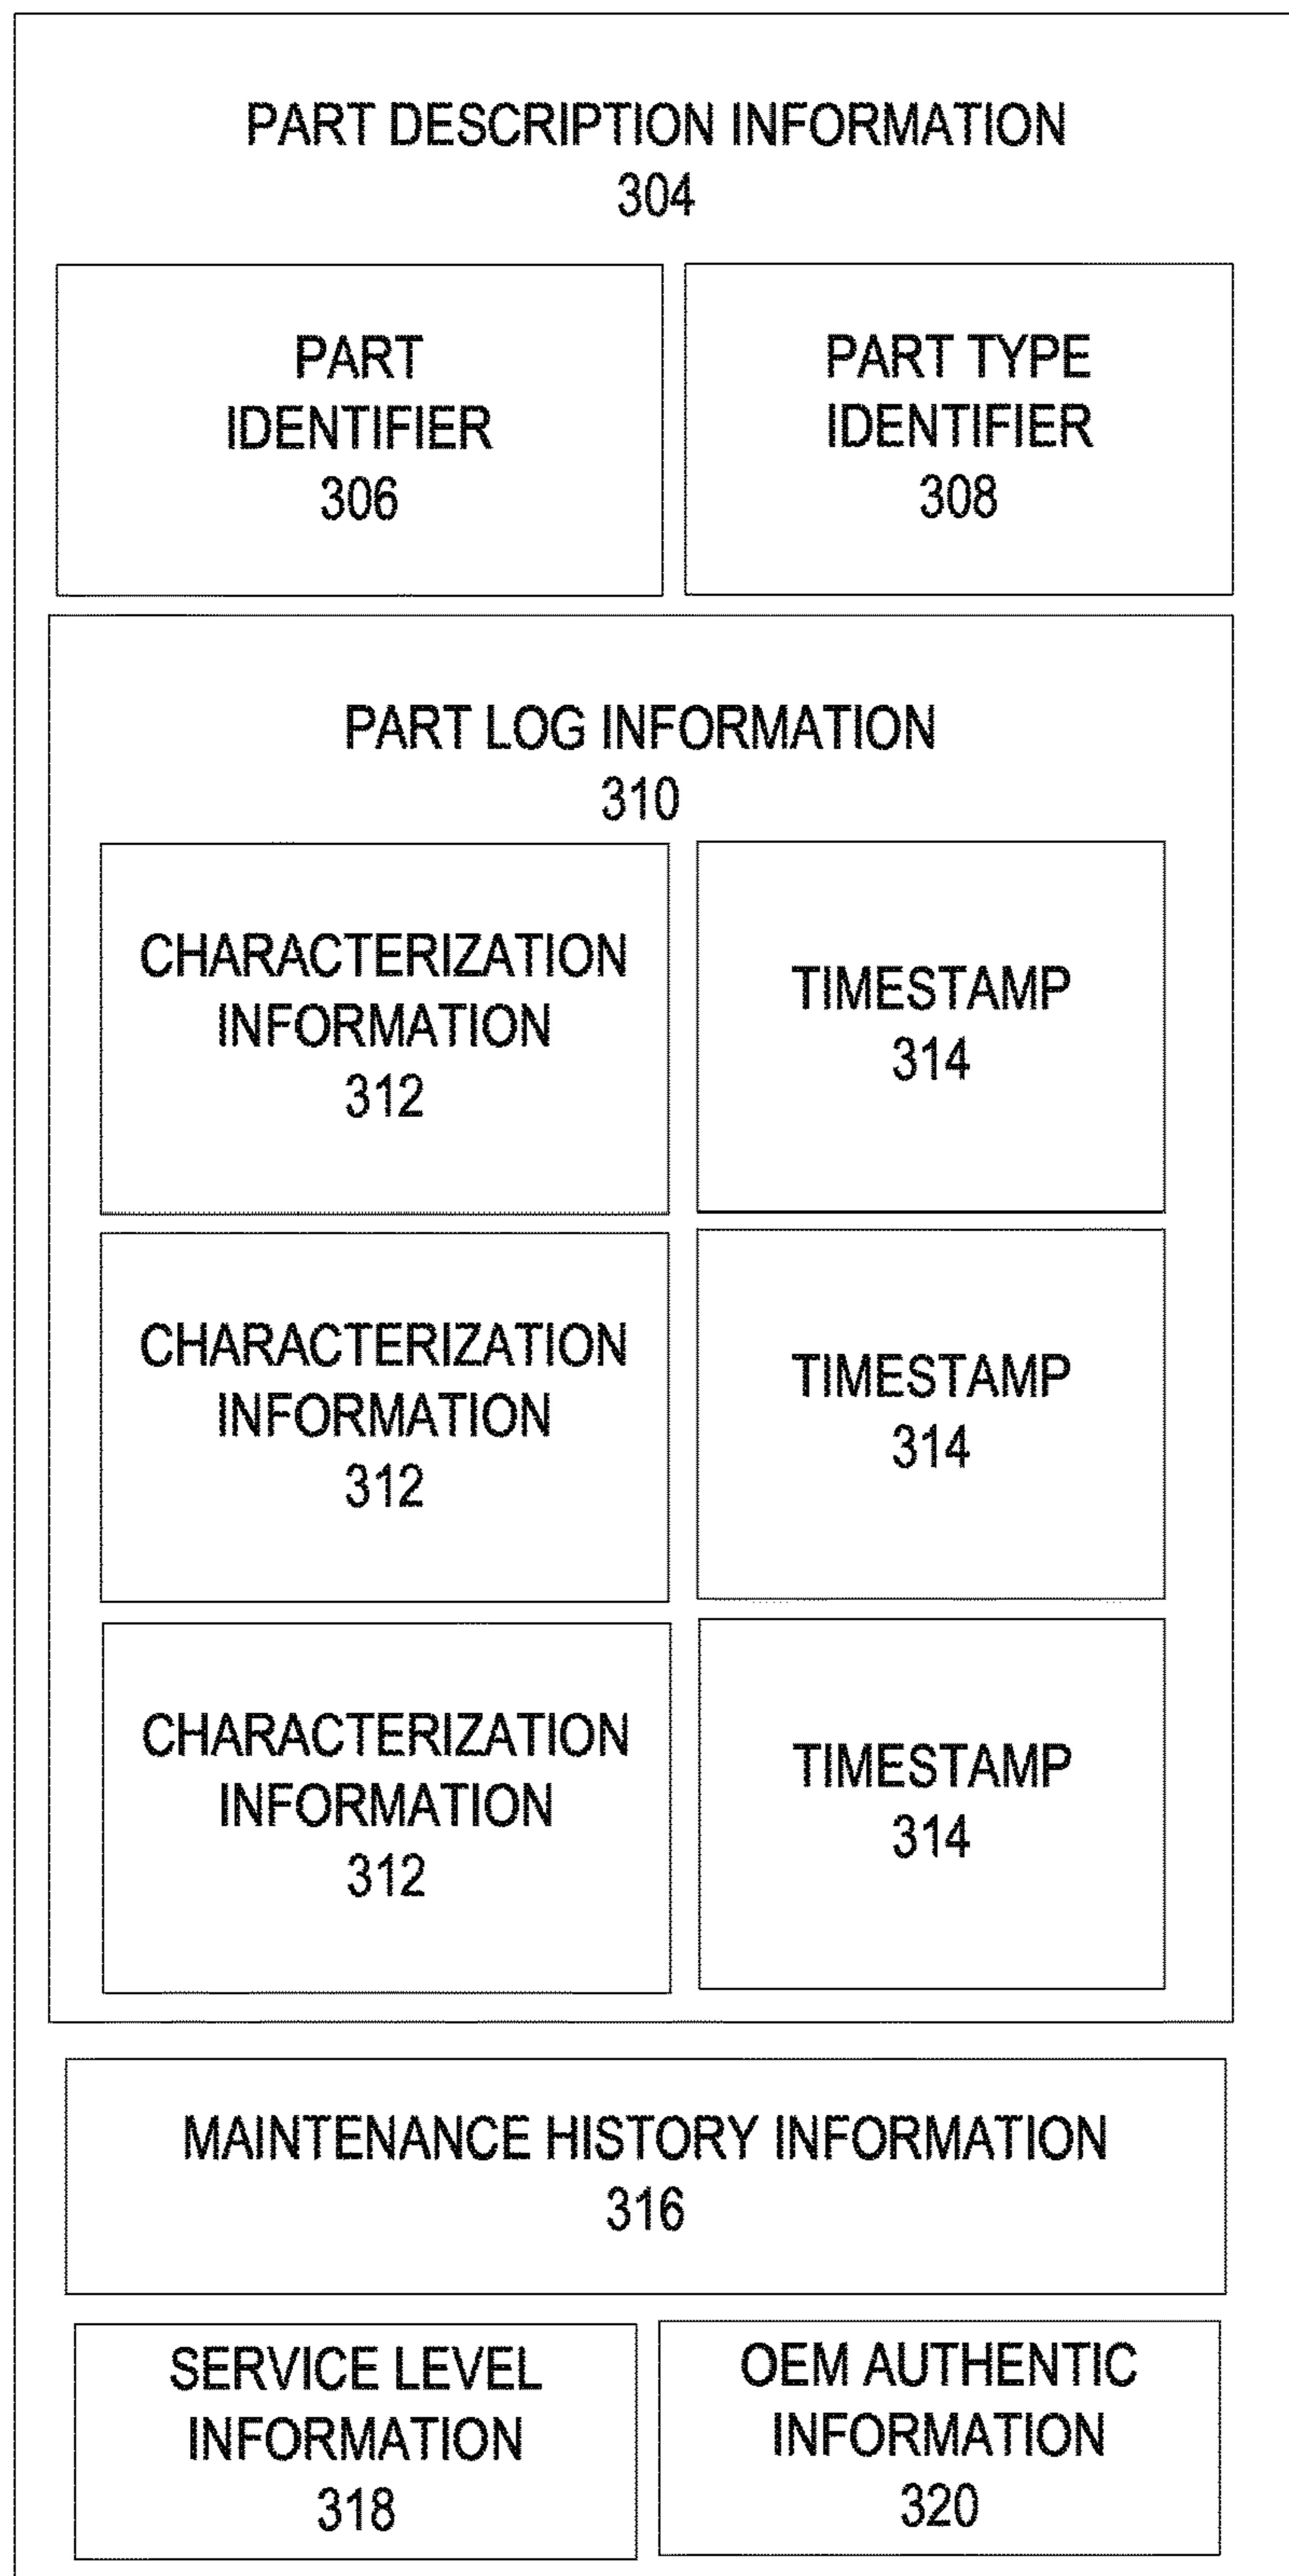 PART DESCRIPTION INFORMATION
304
PART
IDENTIFIER
306
PART TYPE
IDENTIFIER
308
PART LOG INFORMATION
310
CHARACTERIZATION
INFORMATION
312
TIMESTAMP
314
CHARACTERIZATION
INFORMATION
312
TIMESTAMP
314
CHARACTERIZATION
INFORMATION
312
TIMESTAMP
314
MAINTENANCE HISTORY INFORMATION
316
SERVICE LEVEL
INFORMATION
318
OEM AUTHENTIC
INFORMATION
320